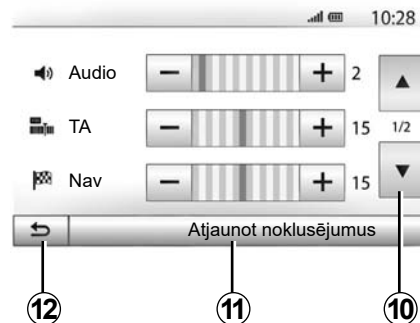 10:28
Audio − + 2
TA − + 15 1/2
Nav − + 15
Atjaunot noklusējumus
12 11 10